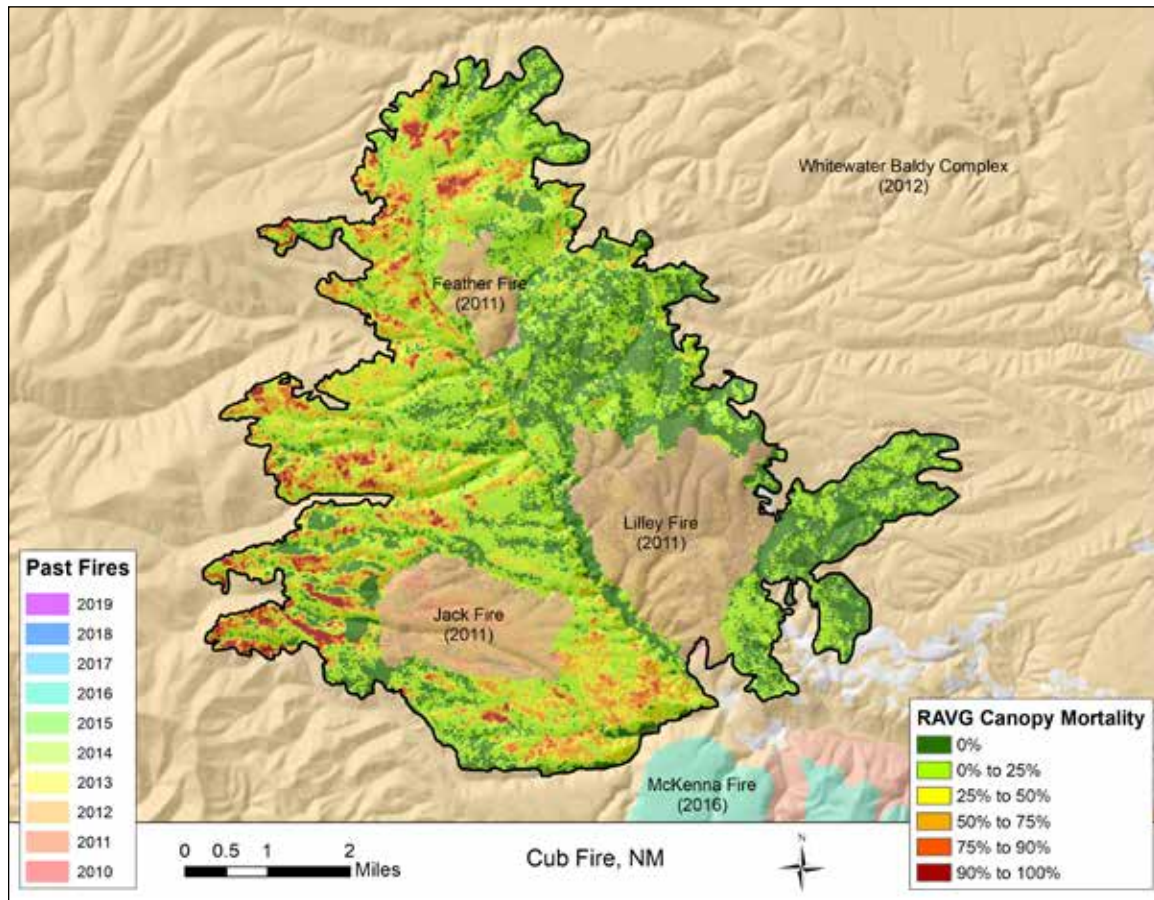 Whitewater Baldy Complex
(2012)
Feather Fire
(2011)
Lilley Fire
(2011)
Jack Fire
(2011)
McKenna Fire
(2016)
Past Fires
2019
2018
2017
2016
2015
2014
2013
2012
2011
2010
RAVG Canopy Mortality
0%
0% to 25%
25% to 50%
50% to 75%
75% to 90%
90% to 100%
0 0.5 1 2
Miles
Cub Fire, NM
N